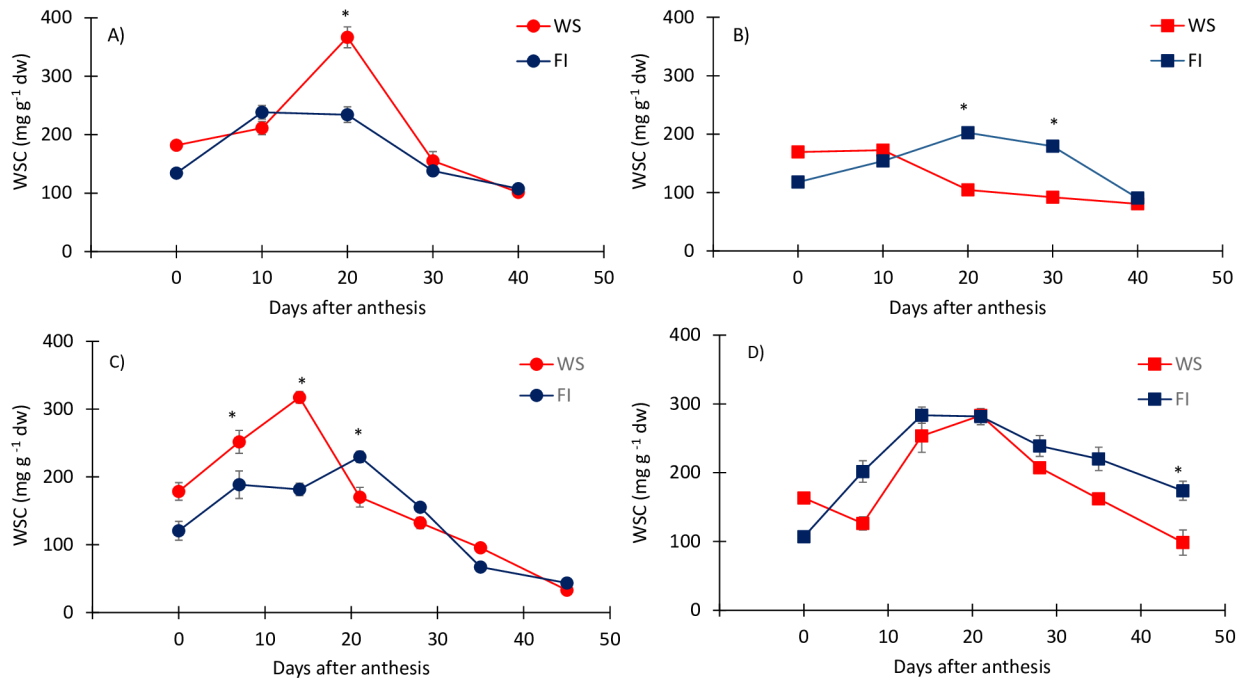 A)
WS
FI
*
400
300
200
100
0
WSC (mg g⁻¹ dw)
0 10 20 30 40 50
Days after anthesis
B)
WS
FI
*
*
400
300
200
100
0
WSC (mg g⁻¹ dw)
0 10 20 30 40 50
Days after anthesis
C)
WS
FI
*
*
*
400
300
200
100
0
WSC (mg g ⁻¹ dw)
0 10 20 30 40 50
Days after anthesis
D)
WS
FI
*
400
300
200
100
0
WSC (mg g ⁻¹ dw)
0 10 20 30 40 50
Days after anthesis